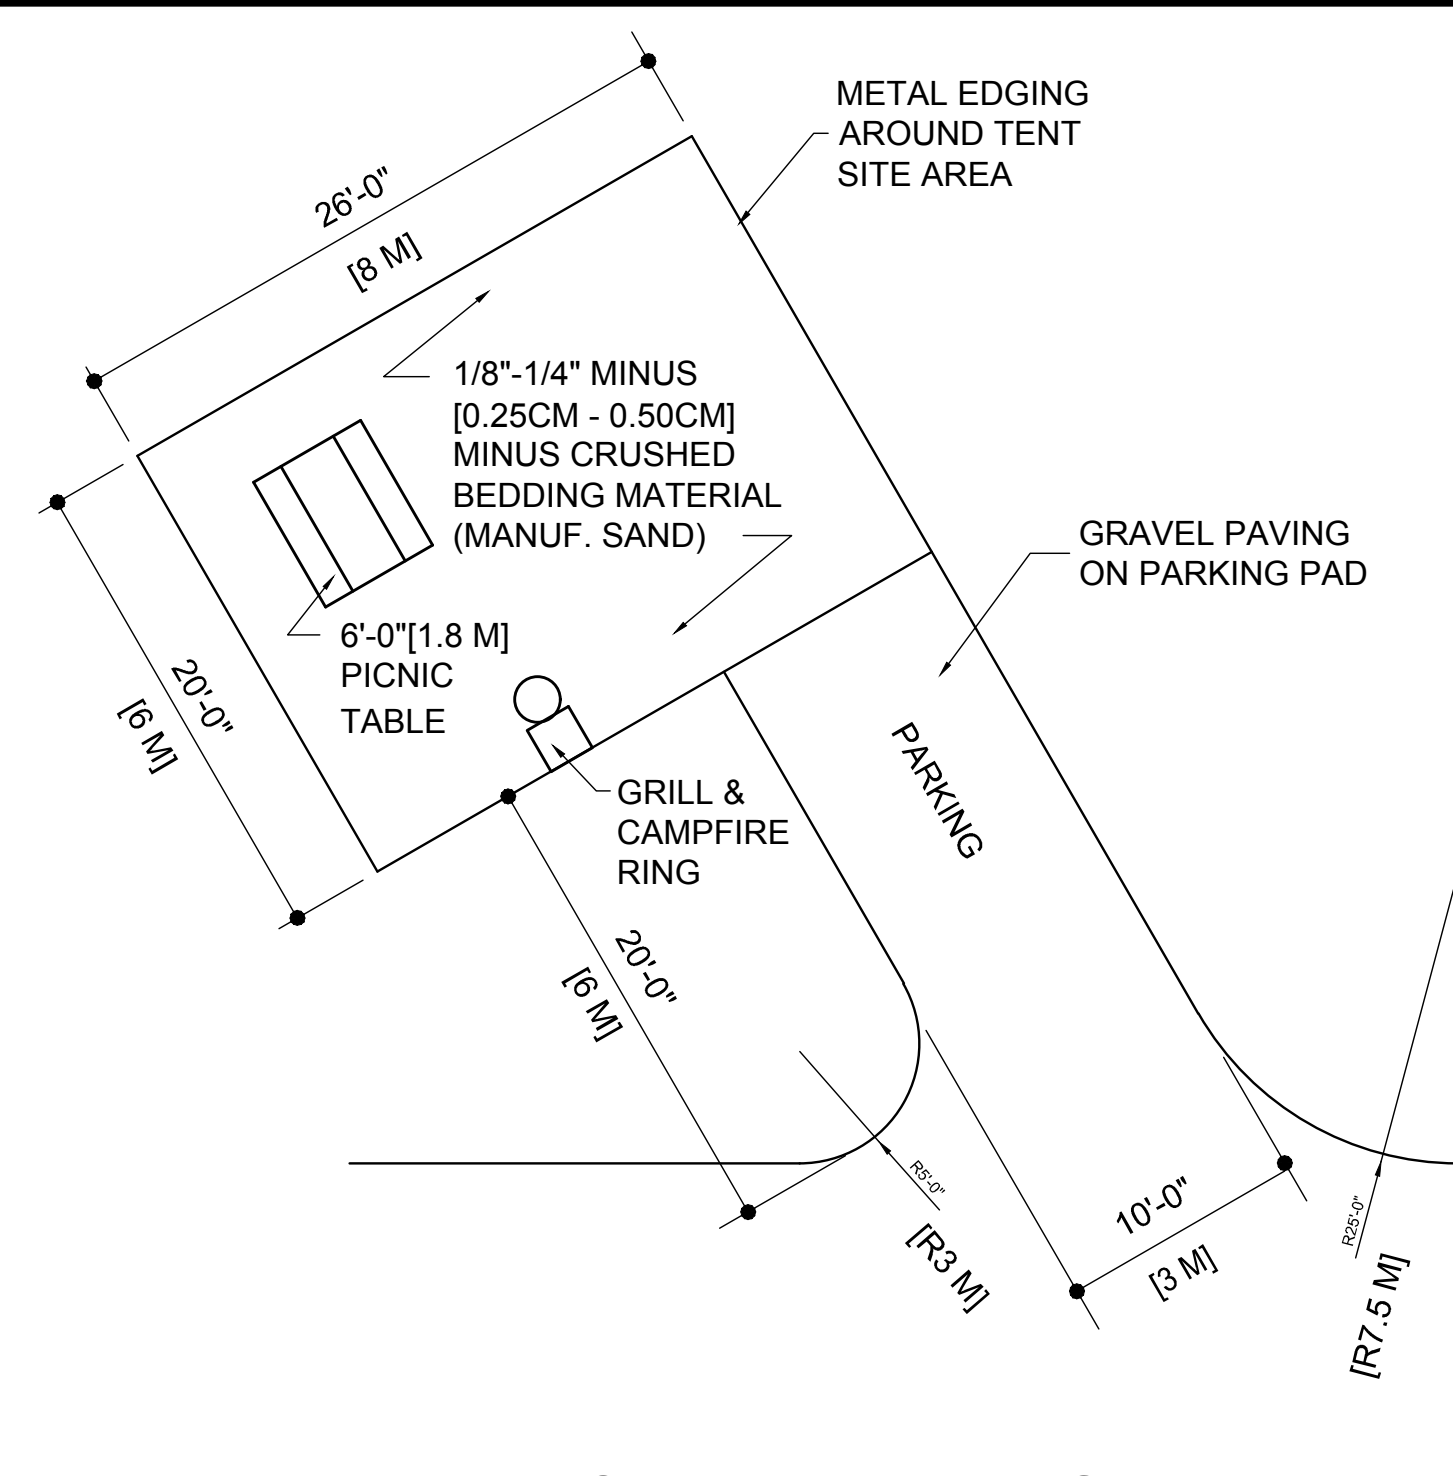 METAL EDGING
AROUND TENT
SITE AREA
26'-0"
[8 M]
1/8"-1/4" MINUS
[0.25CM - 0.50CM]
MINUS CRUSHED
BEDDING MATERIAL
(MANUF. SAND)
GRAVEL PAVING
ON PARKING PAD
6'-0"[1.8 M]
PICNIC
TABLE
20'-0"
[6 M]
PARKING
GRILL &
CAMPFIRE
RING
20'-0"
[6 M]
R5'-0"
[R3 M]
10'-0"
[3 M]
R25'-0"
[R7.5 M]